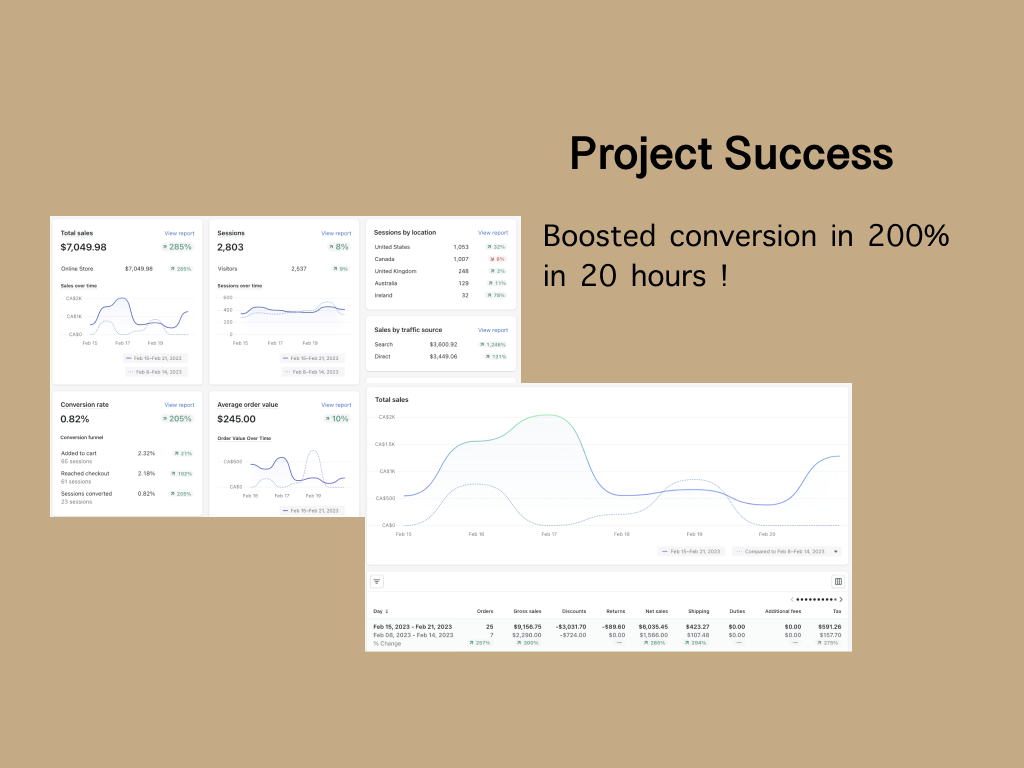 Project Success
Boosted conversion in 200%
in 20 hours !
Total sales View report
$7,049.98 285%
Online Store $7,049.98 285%
Sales over time
CA$2K
CA$1K
CA$0
Feb 15 Feb 17 Feb 19
Feb 15–Feb 21, 2023
Feb 8–Feb 14, 2023
Sessions View report
2,803 8%
Visitors 2,537 9%
Sessions over time
600
400
200
0
Feb 15 Feb 17 Feb 19
Feb 15–Feb 21, 2023
Feb 8–Feb 14, 2023
Sessions by location View report
United States 1,053 32%
Canada 1,007 8%
United Kingdom 248 2%
Australia 129 11%
Ireland 32 78%
Sales by traffic source View report
Search $3,600.92 1,246%
Direct $3,449.06 121%
Conversion rate View report
0.82% 205%
Conversion funnel
Added to cart 2.32% 21%
65 sessions
Reached checkout 2.18% 102%
61 sessions
Sessions converted 0.82% 205%
23 sessions
Average order value View report
$245.00 10%
Order Value Over Time
CA$500
CA$0
Feb 15 Feb 17 Feb 19
Feb 15–Feb 21, 2023
Total sales
CA$2K
CA$1.5K
CA$1K
CA$500
CA$0
Feb 15 Feb 16 Feb 17 Feb 18 Feb 19 Feb 20
Feb 15–Feb 21, 2023 Compared to Feb 8–Feb 14, 2023
Day ↓ Orders Gross sales Discounts Returns Net sales Shipping Duties Additional fees Tax
Feb 15, 2023 - Feb 21, 2023 25 $9,156.75 -$3,031.70 -$89.60 $6,035.45 $423.27 $0.00 $0.00 $591.26
Feb 08, 2023 - Feb 14, 2023 7 $2,290.00 -$724.00 $0.00 $1,566.00 $107.48 $0.00 $0.00 $157.70
% Change 257% 300% — 285% 294% — — 275%